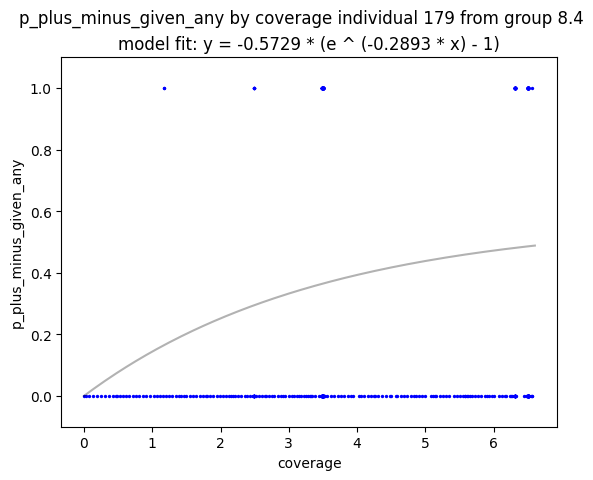 p_plus_minus_given_any by coverage individual 179 from group 8.4
model fit: y = -0.5729 * (e ^ (-0.2893 * x) - 1)
1.0
0.8
0.6
0.4
0.2
0.0
p_plus_minus_given_any
0 1 2 3 4 5 6
coverage